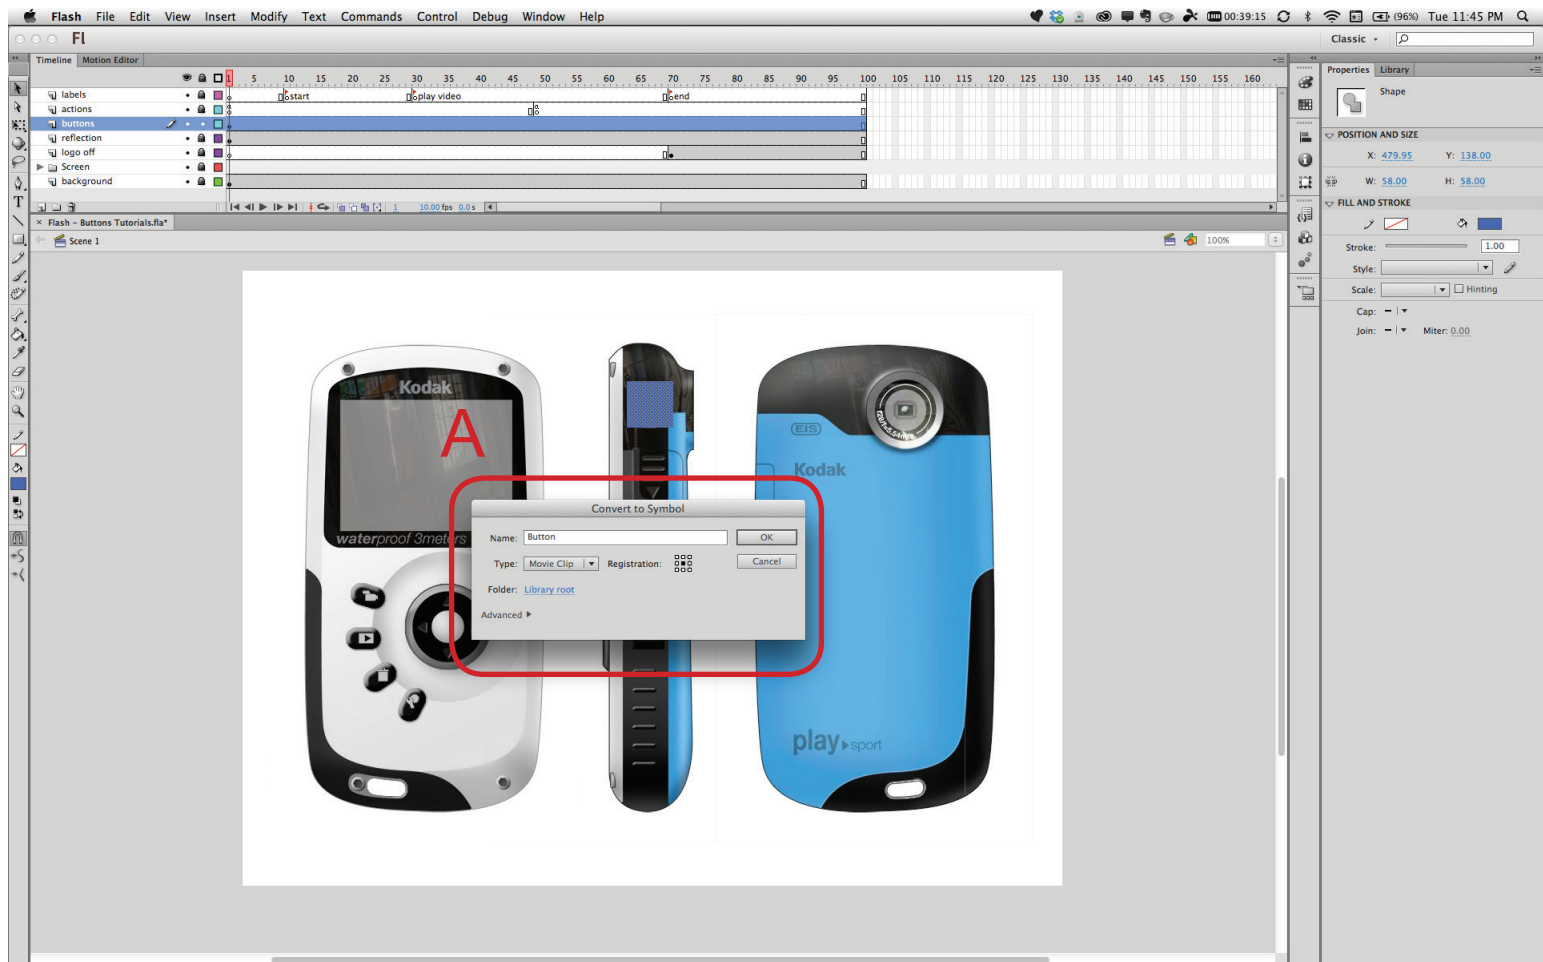 Flash File Edit View Insert Modify Text Commands Control Debug Window Help 00:39:15 (96%) Tue 11:45 PM
Fl Classic
Timeline Motion Editor
1 5 10 15 20 25 30 35 40 45 50 55 60 65 70 75 80 85 90 95 100 105 110 115 120 125 130 135 140 145 150 155 160
labels start play video end
actions
buttons
reflection
logo off
Screen
background
1 10.00 fps 0.0 s
Flash - Buttons Tutorials.fla*
Scene 1 100%
Properties Library
Shape
POSITION AND SIZE
X: 479.95 Y: 138.00
W: 58.00 H: 58.00
FILL AND STROKE
Stroke: 1.00
Style:
Scale: Hinting
Cap:
Join: Miter: 0.00
Kodak
A
waterproof 3meters
EIS
Kodak
play sport
Convert to Symbol
Name: Button OK
Type: Movie Clip Registration: Cancel
Folder: Library root
Advanced